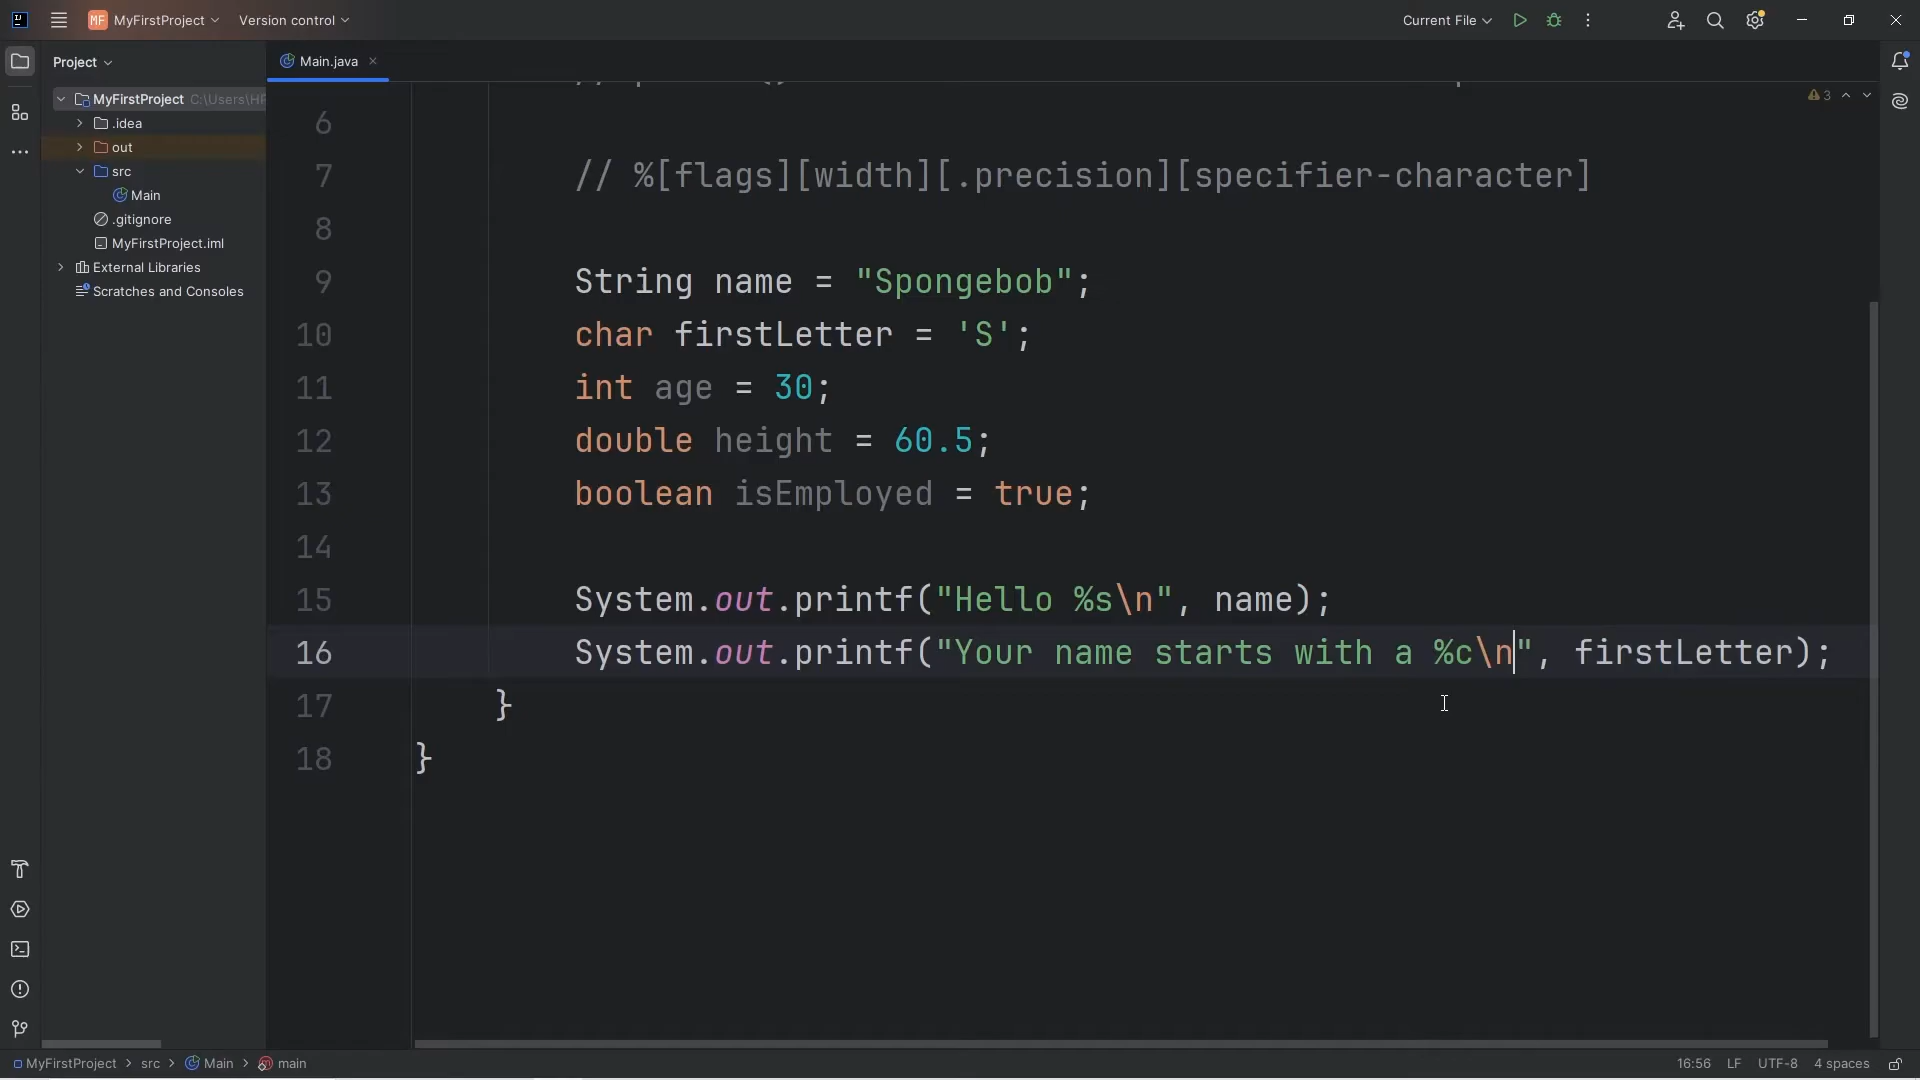 MF MyFirstProject Version control Current File
Project Main.java
MyFirstProject C:\Users\HP 3
.idea
out
src
Main
.gitignore
MyFirstProject.iml
External Libraries
Scratches and Consoles
6
7 // %[flags][width][.precision][specifier-character]
8
9 String name = "Spongebob";
10 char firstLetter = 'S';
11 int age = 30;
12 double height = 60.5;
13 boolean isEmployed = true;
14
15 System.out.printf("Hello %s\n", name);
16 System.out.printf("Your name starts with a %c\n", firstLetter);
17 }
18 }
MyFirstProject > src > Main > main 16:56 LF UTF-8 4 spaces